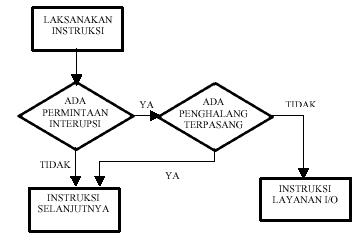 LAKSANAKAN
INSTRUKSI
ADA
PERMINTAAN
INTERUPSI
YA
ADA
PENGHALANG
TERPASANG
TIDAK
TIDAK
YA
INSTRUKSI
SELANJUTNYA
INSTRUKSI
LAYANAN I/O